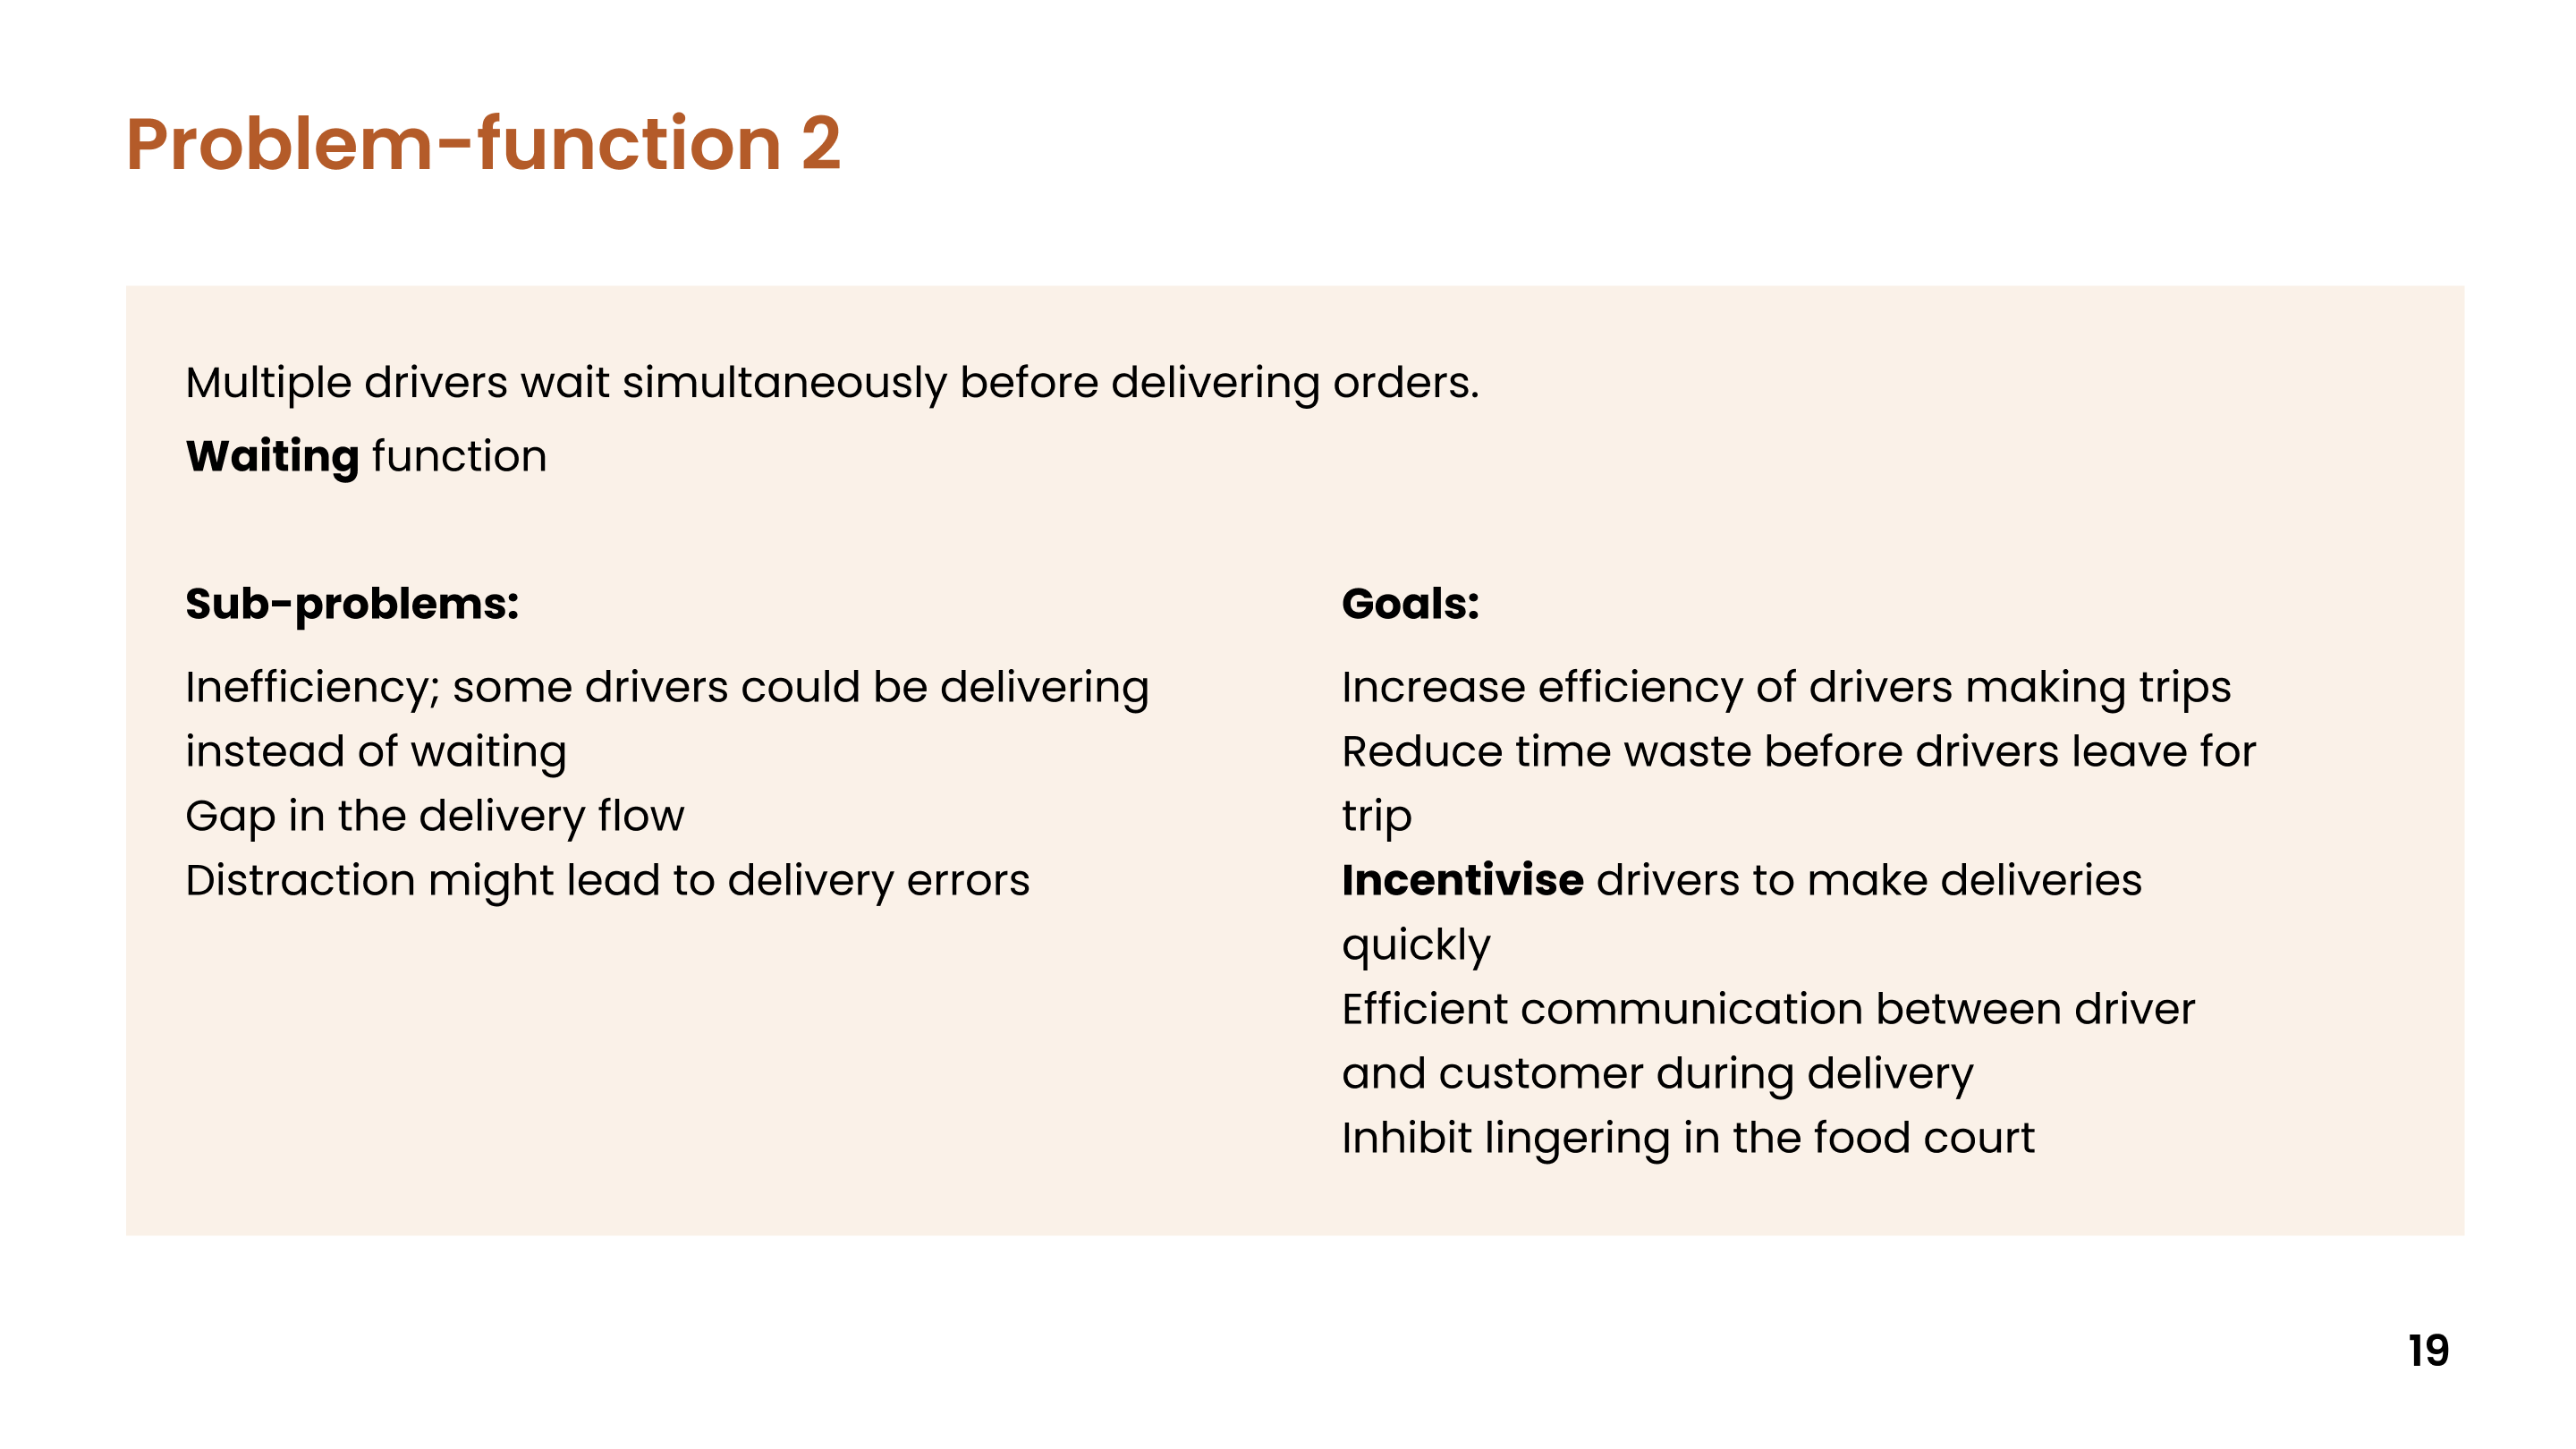 Problem-function 2
Multiple drivers wait simultaneously before delivering orders.
Waiting function
Sub-problems:
Inefficiency; some drivers could be delivering
instead of waiting
Gap in the delivery flow
Distraction might lead to delivery errors
Goals:
Increase efficiency of drivers making trips
Reduce time waste before drivers leave for
trip
Incentivise drivers to make deliveries
quickly
Efficient communication between driver
and customer during delivery
Inhibit lingering in the food court
19